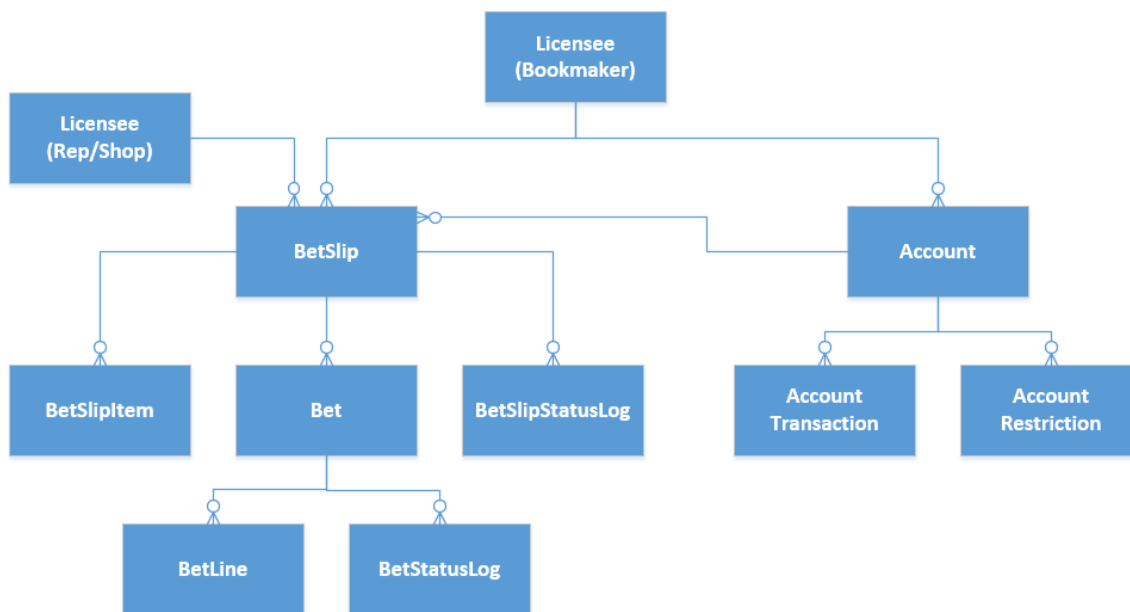 Licensee
(Bookmaker)
Licensee
(Rep/Shop)
BetSlip
Account
BetSlipItem
Bet
BetSlipStatusLog
Account
Transaction
Account
Restriction
BetLine
BetStatusLog